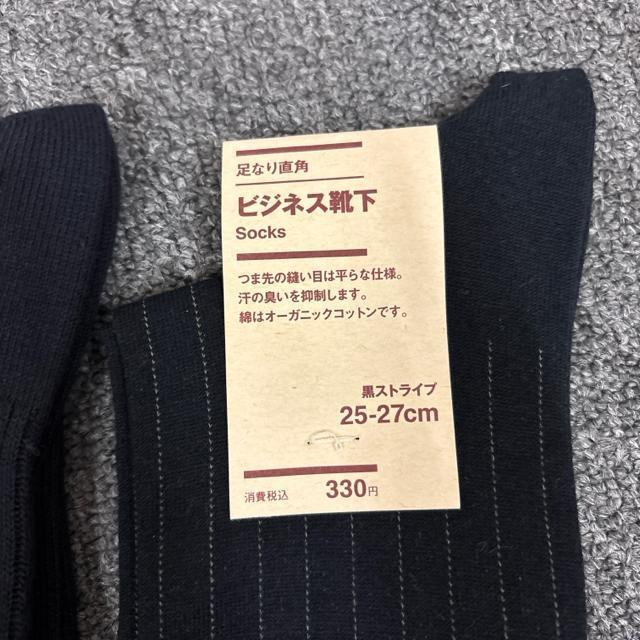 足なり直角
ビジネス靴下
Socks
つま先の縫い目は平らな仕様。
汗の臭いを抑制します。
綿はオーガニックコットンです。
黒ストライプ
25-27cm
消費税込 330円